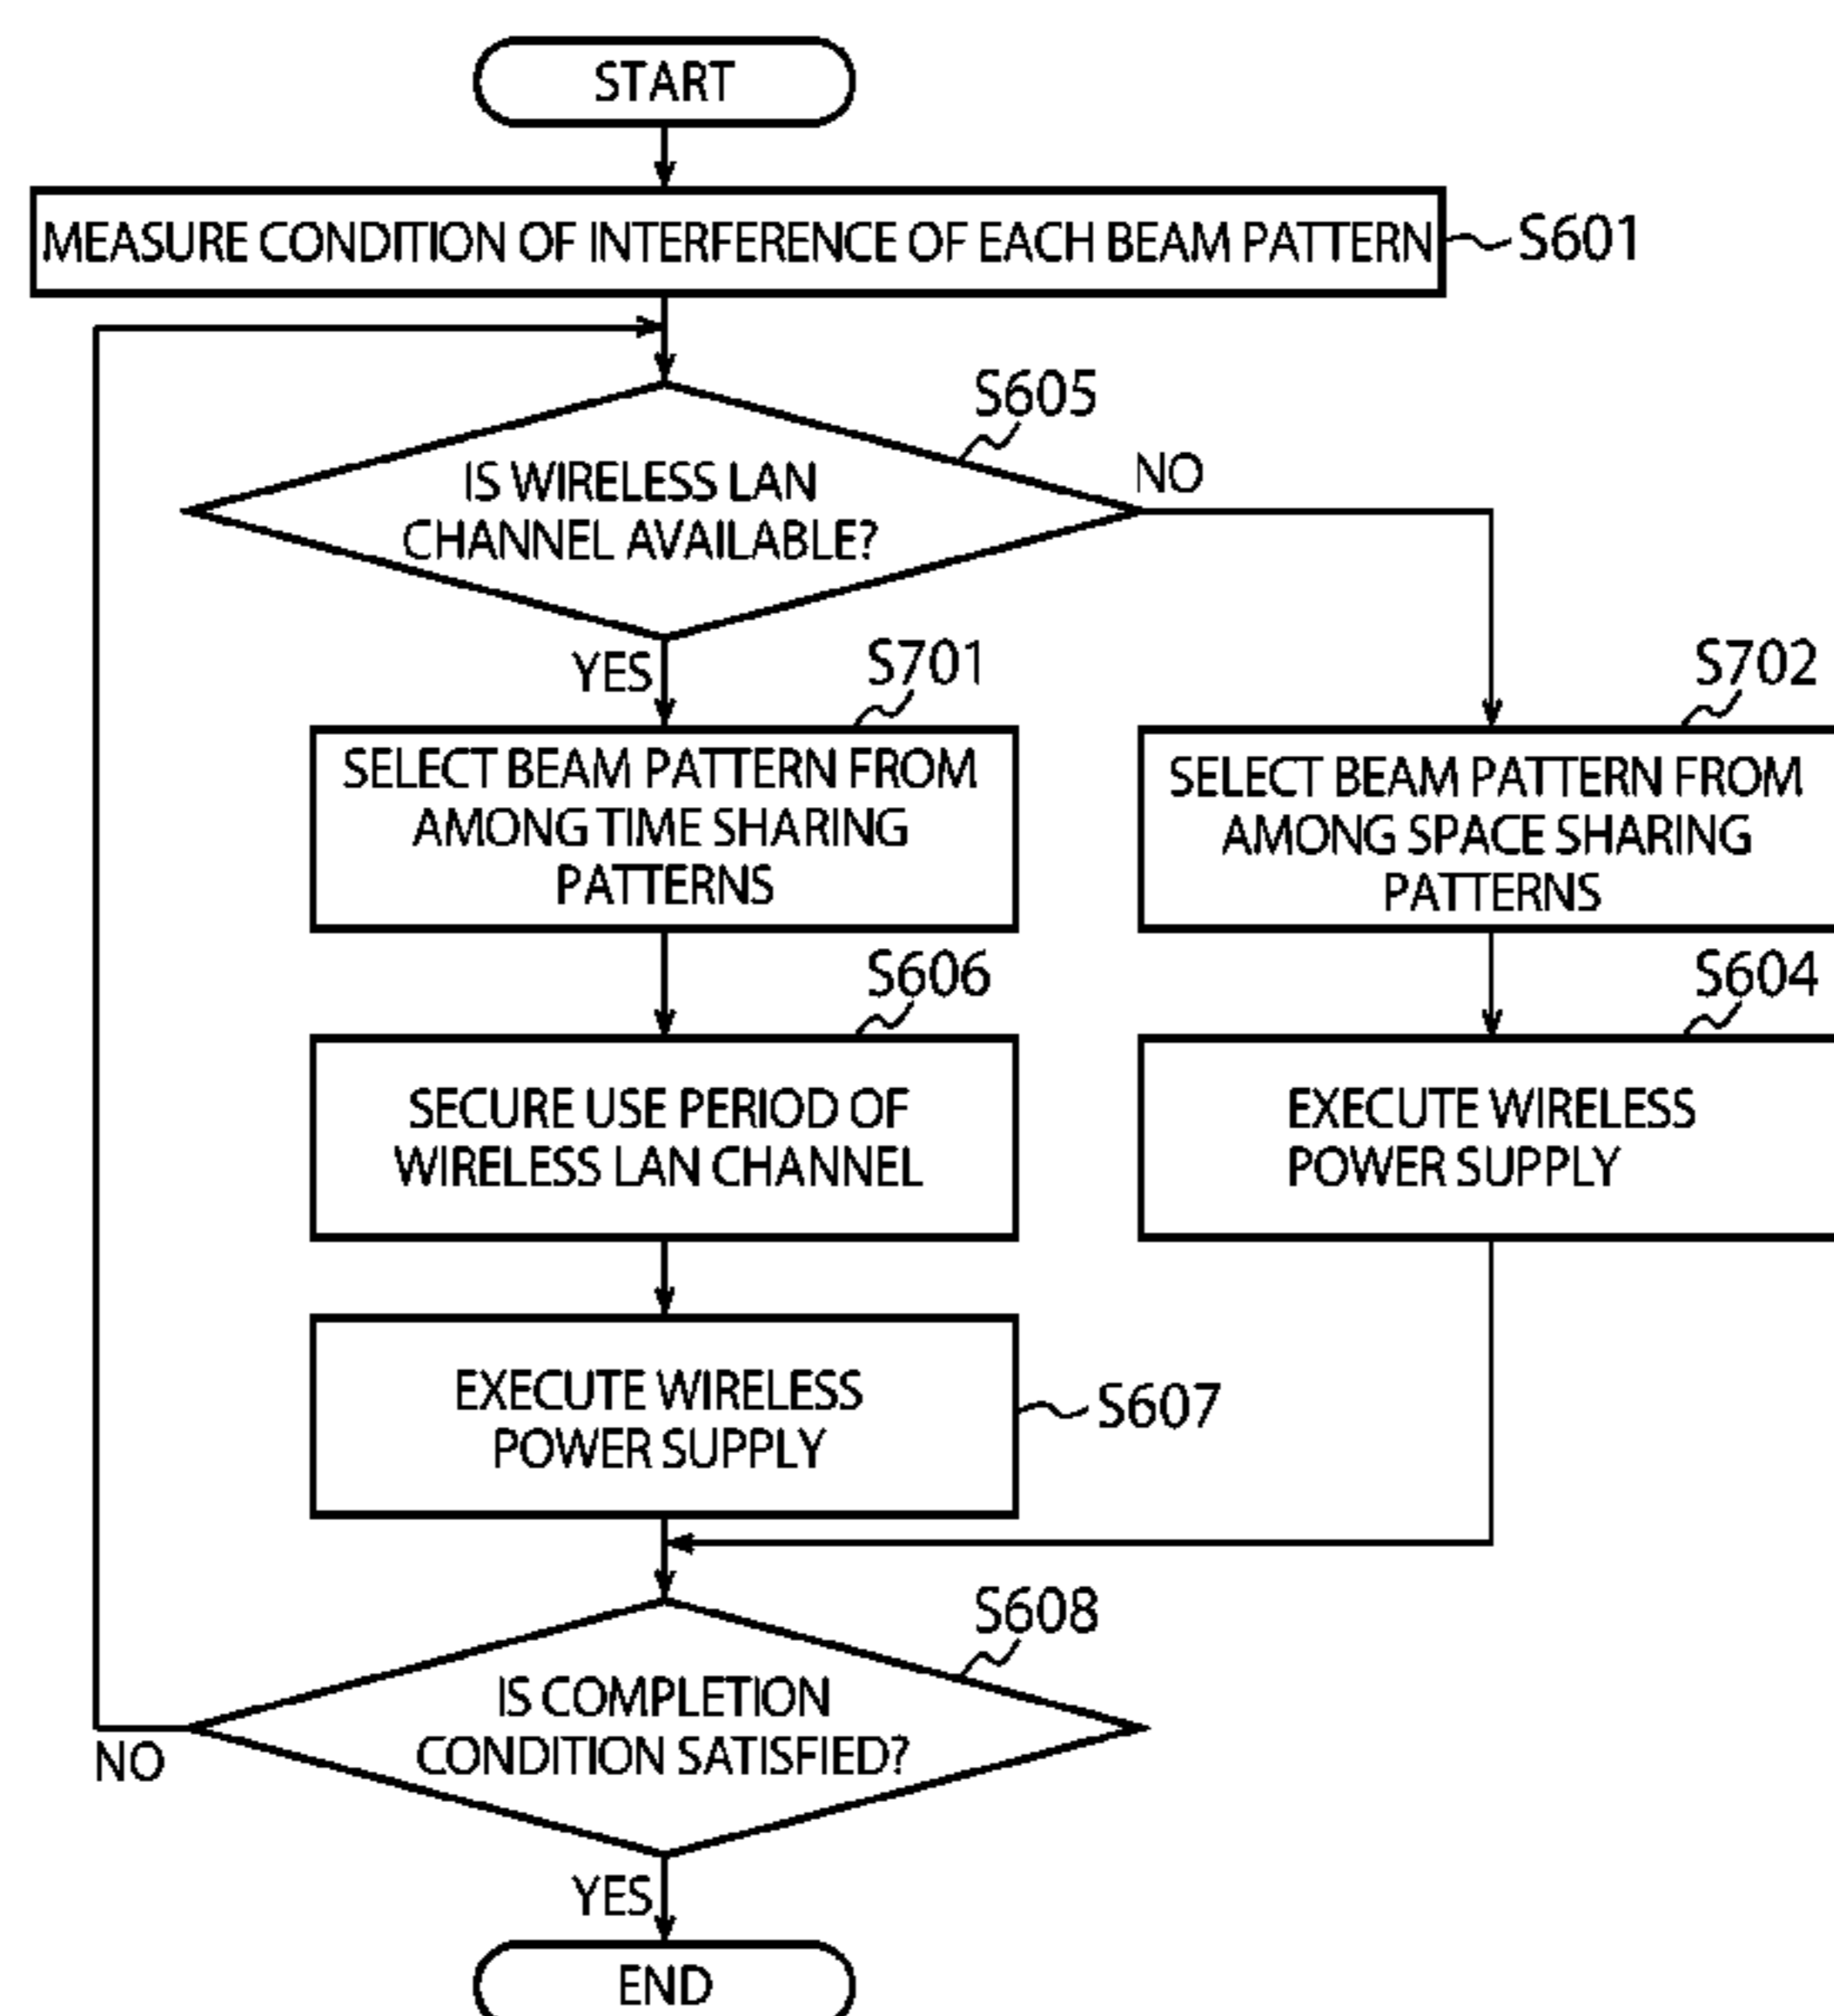 START
MEASURE CONDITION OF INTERFERENCE OF EACH BEAM PATTERN
S601
S605
IS WIRELESS LAN
CHANNEL AVAILABLE?
NO
YES
S701
SELECT BEAM PATTERN FROM
AMONG TIME SHARING
PATTERNS
S702
SELECT BEAM PATTERN FROM
AMONG SPACE SHARING
PATTERNS
S606
SECURE USE PERIOD OF
WIRELESS LAN CHANNEL
S604
EXECUTE WIRELESS
POWER SUPPLY
EXECUTE WIRELESS
POWER SUPPLY
S607
S608
IS COMPLETION
CONDITION SATISFIED?
NO
YES
END